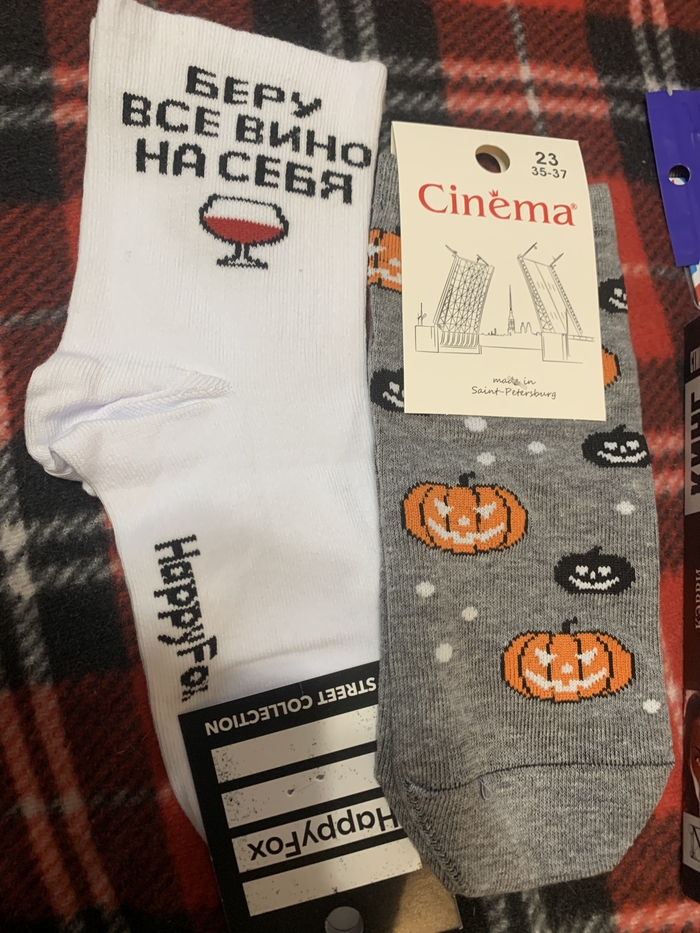 БЕРУ
ВСЕ ВИНО
НА СЕБЯ
HappyFox
STREET COLLECTION
HappyFox
23
35-37
Cinema®
made in
Saint-Petersburg